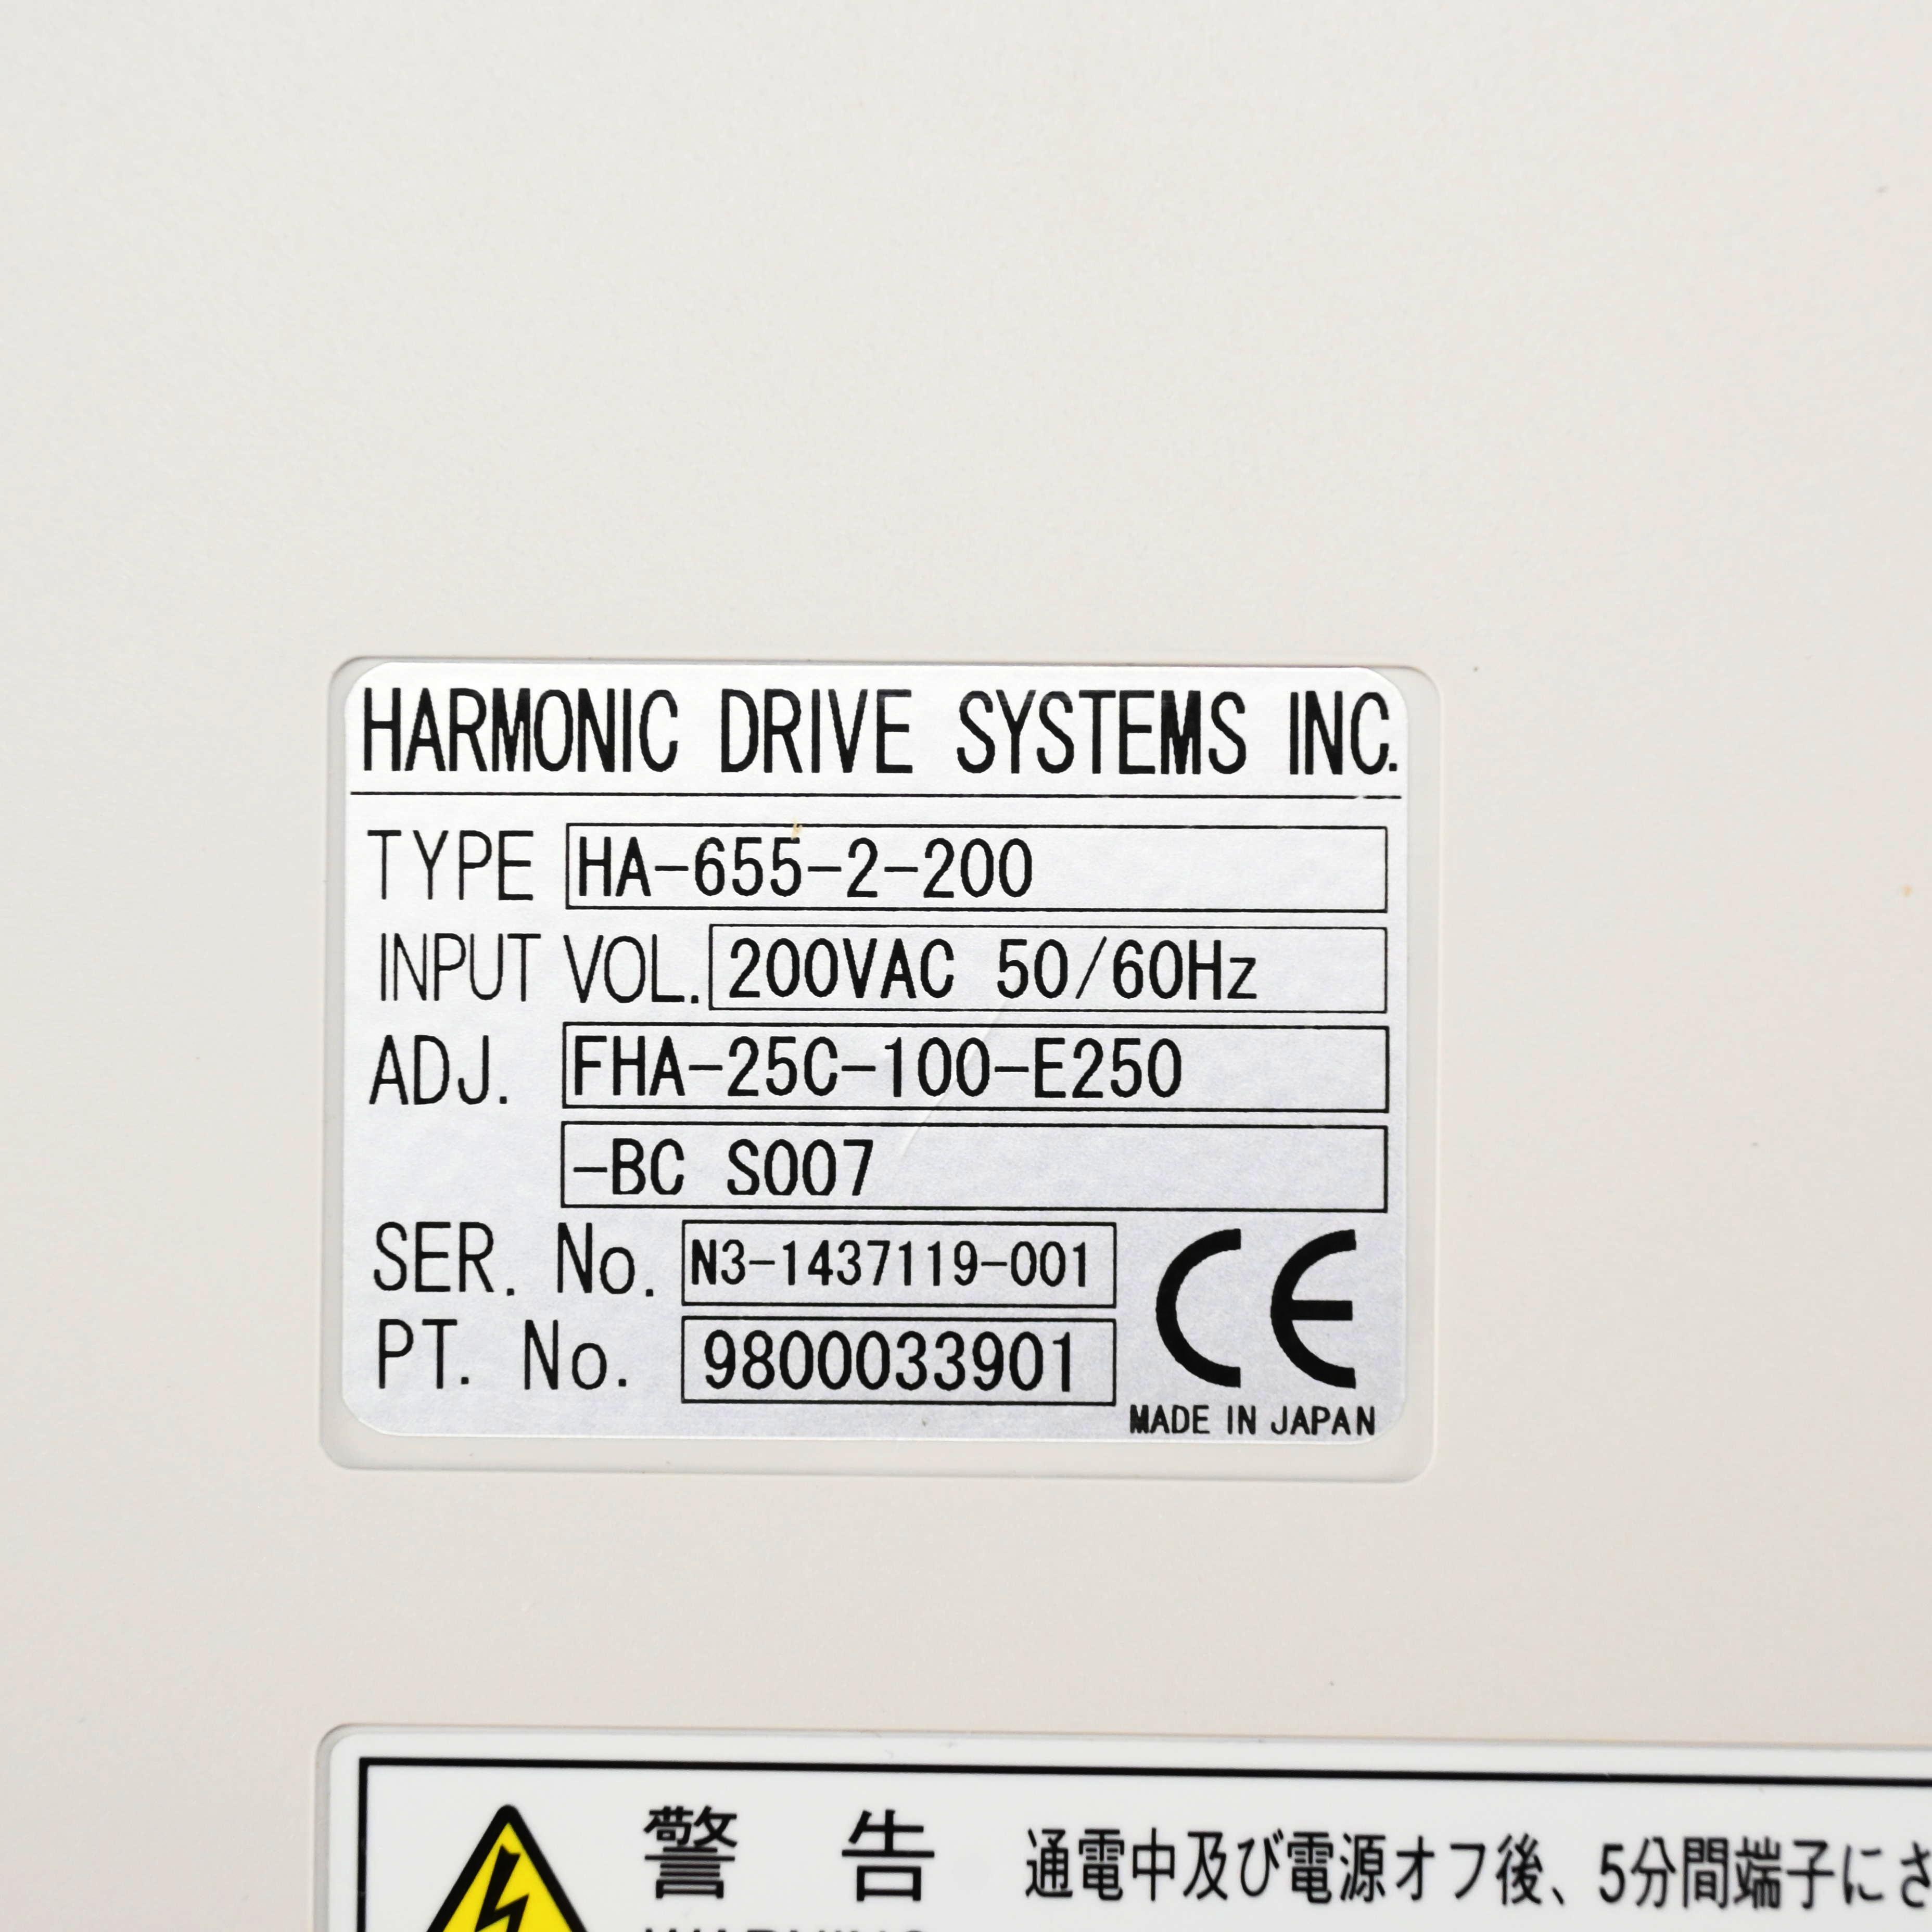 HARMONIC DRIVE SYSTEMS INC.
TYPE HA-655-2-200
INPUT VOL. 200VAC 50/60Hz
ADJ. FHA-25C-100-E250
-BC S007
SER. No. N3-1437119-001
PT. No. 9800033901
CE
MADE IN JAPAN
警告 通電中及び電源オフ後、5分間端子にさ